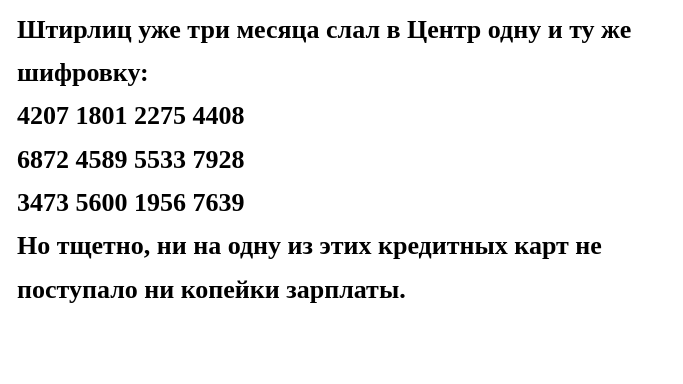 Штирлиц уже три месяца слал в Центр одну и ту же
шифровку:
4207 1801 2275 4408
6872 4589 5533 7928
3473 5600 1956 7639
Но тщетно, ни на одну из этих кредитных карт не
поступало ни копейки зарплаты.